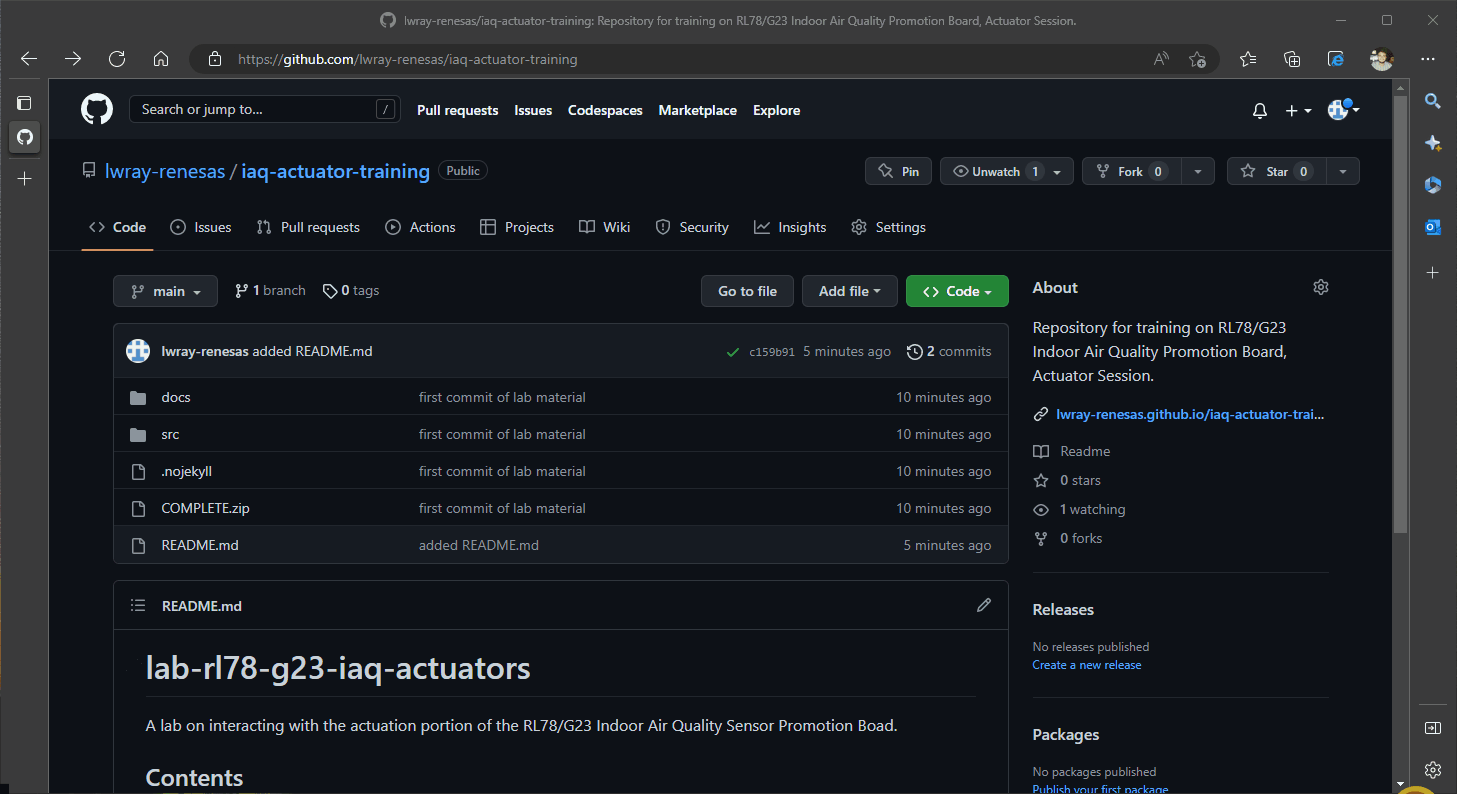 lwray-renesas/iaq-actuator-training: Repository for training on RL78/G23 Indoor Air Quality Promotion Board, Actuator Session.
https://github.com/lwray-renesas/iaq-actuator-training
Search or jump to... /
Pull requests Issues Codespaces Marketplace Explore
lwray-renesas / iaq-actuator-training Public
Pin Unwatch 1 Fork 0 Star 0
Code Issues Pull requests Actions Projects Wiki Security Insights Settings
main 1 branch 0 tags Go to file Add file Code
lwray-renesas added README.md c159b91 5 minutes ago 2 commits
docs first commit of lab material 10 minutes ago
src first commit of lab material 10 minutes ago
.nojekyll first commit of lab material 10 minutes ago
COMPLETE.zip first commit of lab material 10 minutes ago
README.md added README.md 5 minutes ago
README.md
lab-rl78-g23-iaq-actuators
A lab on interacting with the actuation portion of the RL78/G23 Indoor Air Quality Sensor Promotion Boad.
Contents
About
Repository for training on RL78/G23
Indoor Air Quality Promotion Board,
Actuator Session.
lwray-renesas.github.io/iaq-actuator-trai...
Readme
0 stars
1 watching
0 forks
Releases
No releases published
Create a new release
Packages
No packages published
Publish your first package